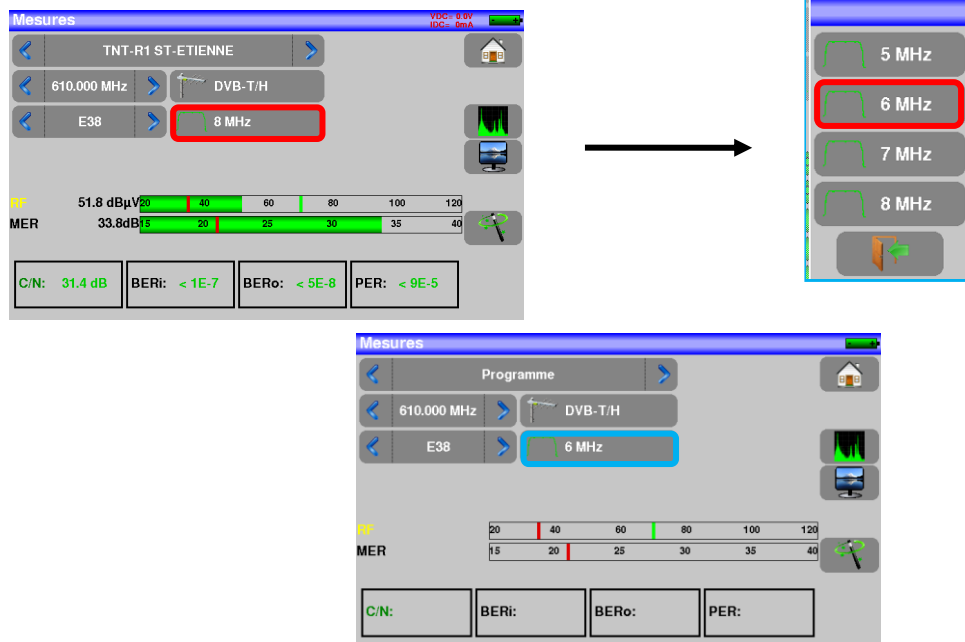 Mesures
VDC= 0.0V
IDC= 0mA
TNT-R1 ST-ETIENNE
610.000 MHz DVB-T/H
E38 8 MHz
RF 51.8 dBµV 20 40 60 80 100 120
MER 33.8dB 15 20 25 30 35 40
C/N: 31.4 dB BERi: < 1E-7 BERo: < 5E-8 PER: < 9E-5
5 MHz
6 MHz
7 MHz
8 MHz
Mesures
Programme
610.000 MHz DVB-T/H
E38 6 MHz
RF 20 40 60 80 100 120
MER 15 20 25 30 35 40
C/N: BERi: BERo: PER: